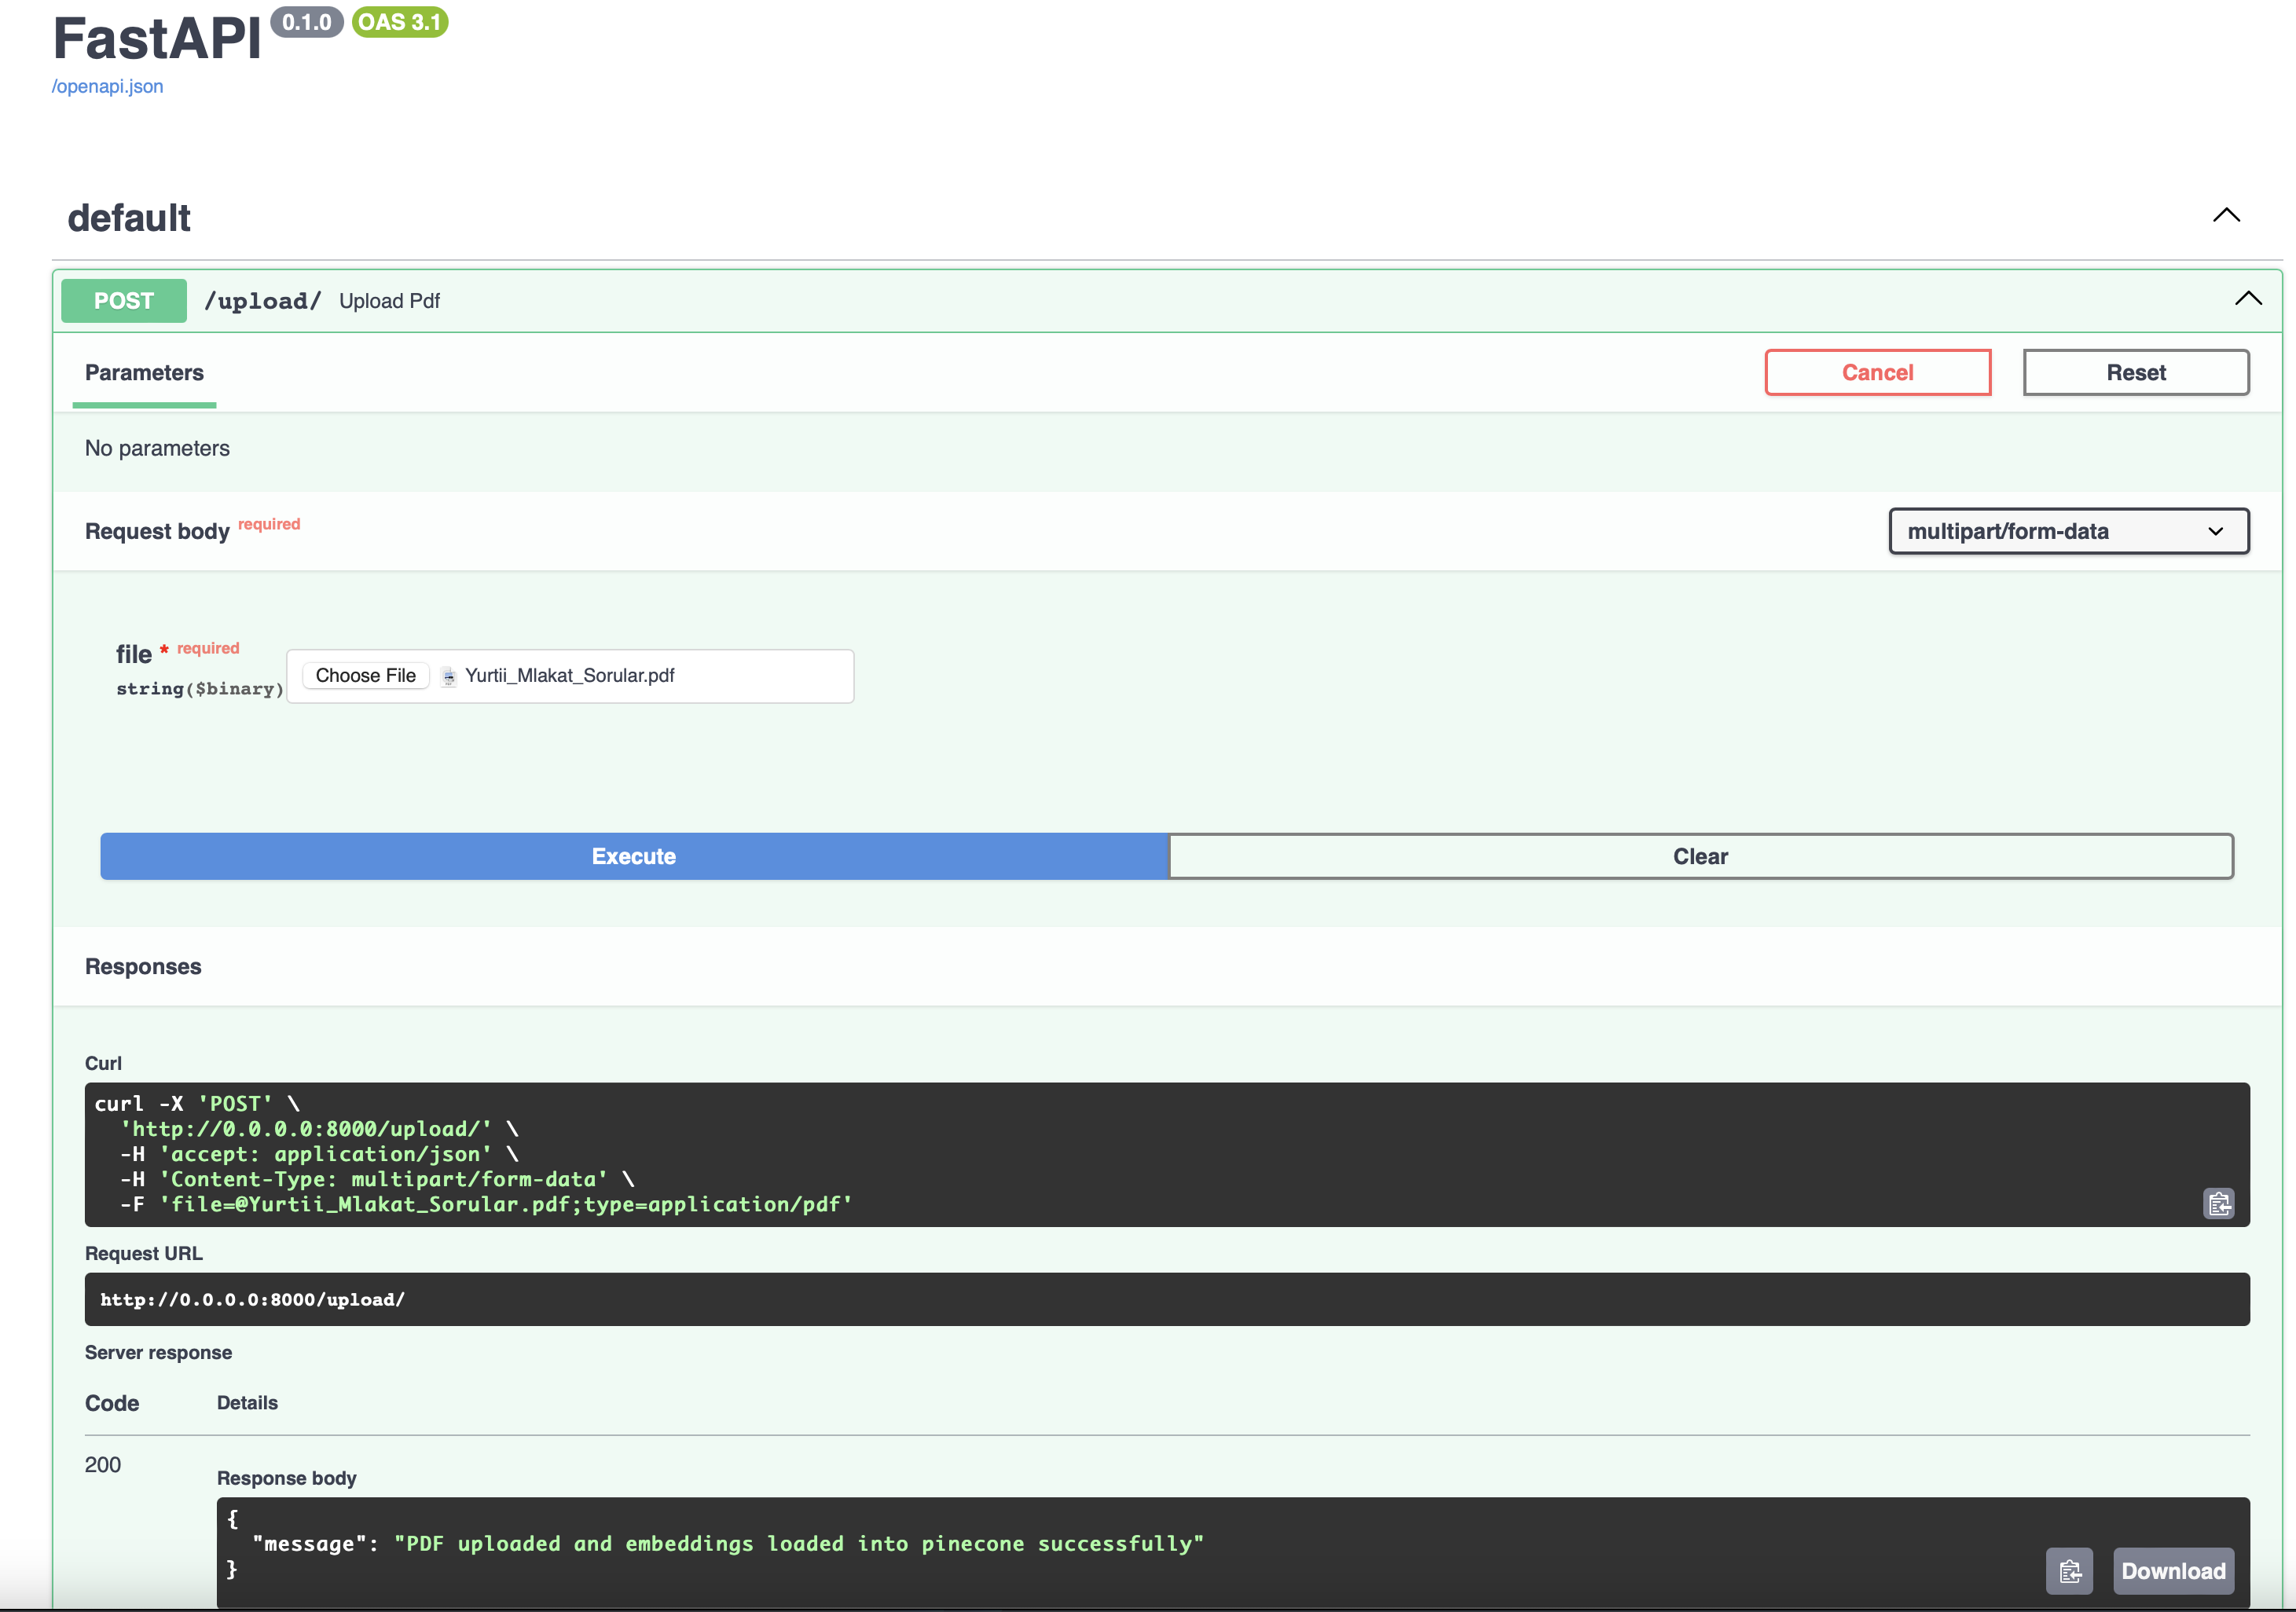 FastAPI 0.1.0 OAS 3.1
/openapi.json
default
POST /upload/ Upload Pdf
Parameters
Cancel
Reset
No parameters
Request body required
multipart/form-data
file * required
string($binary)
Choose File Yurtii_Mlakat_Sorular.pdf
Execute
Clear
Responses
Curl
curl -X 'POST' \
  'http://0.0.0.0:8000/upload/' \
  -H 'accept: application/json' \
  -H 'Content-Type: multipart/form-data' \
  -F 'file=@Yurtii_Mlakat_Sorular.pdf;type=application/pdf'
Request URL
http://0.0.0.0:8000/upload/
Server response
Code Details
200
Response body
{
  "message": "PDF uploaded and embeddings loaded into pinecone successfully"
}
Download